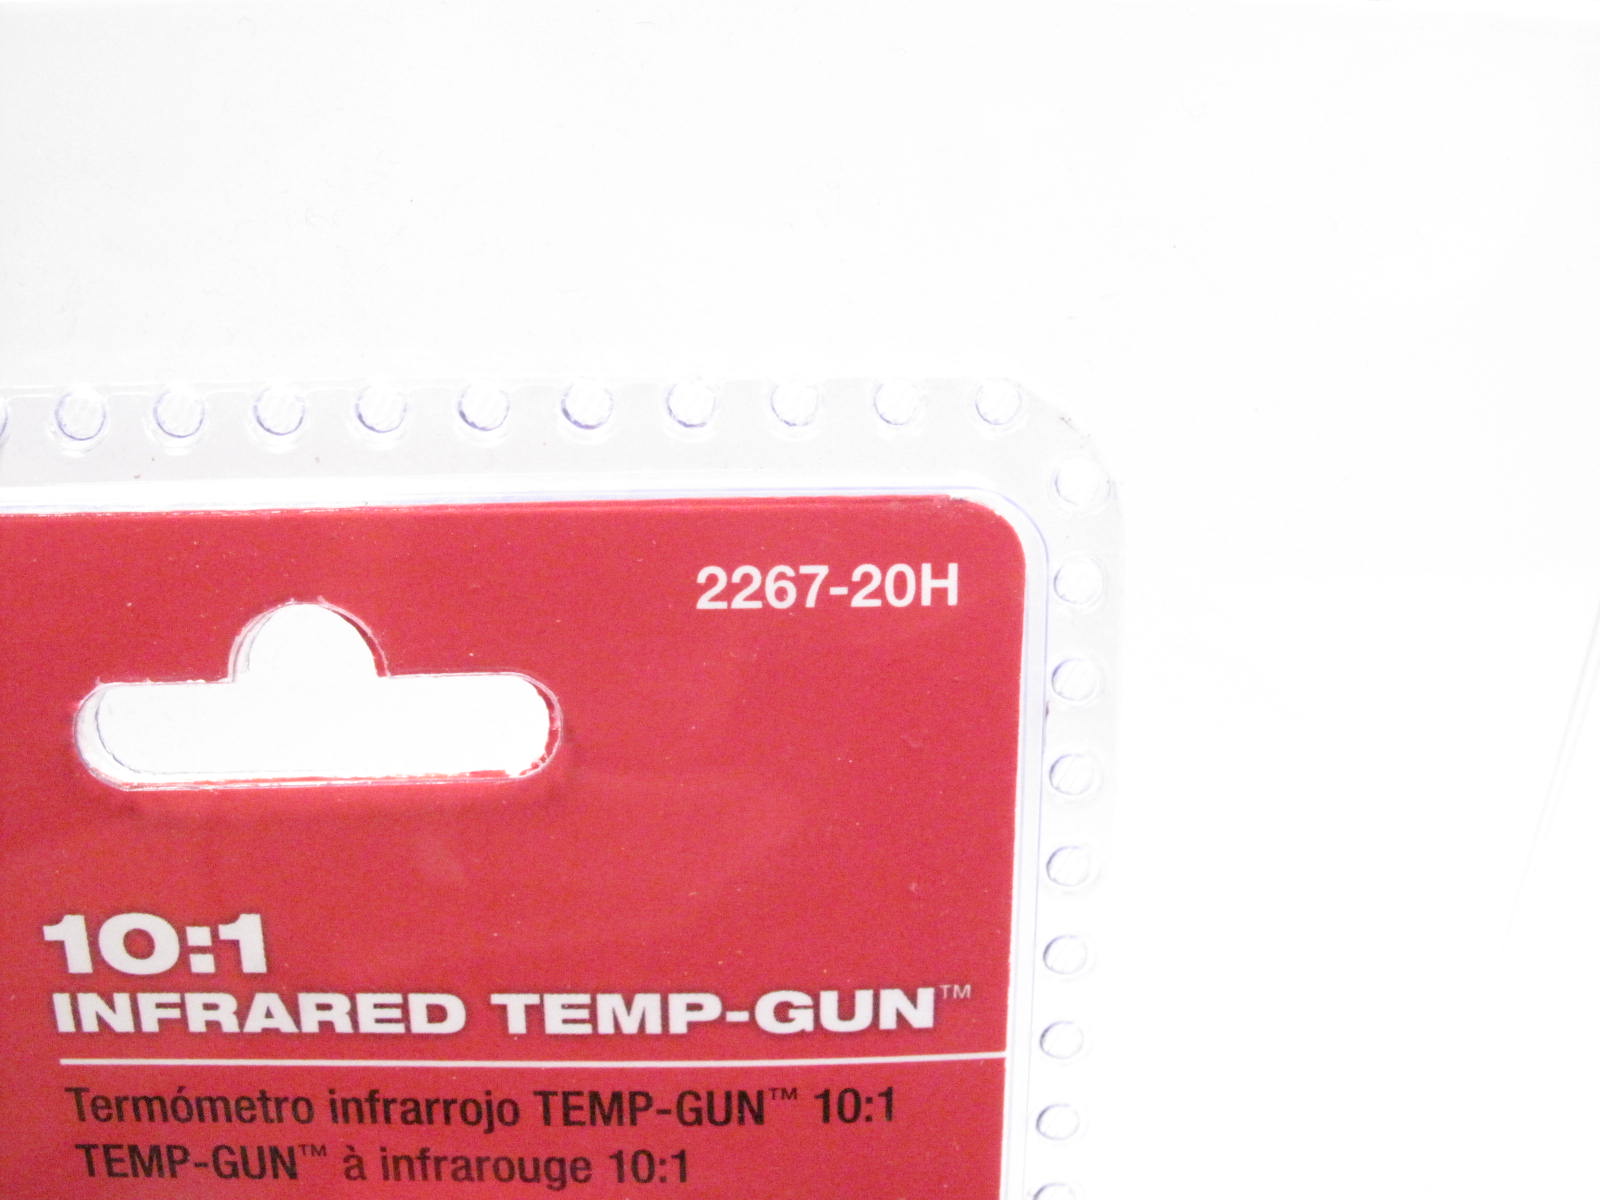 2267-20H
10:1
INFRARED TEMP-GUN™
Termómetro infrarrojo TEMP-GUN™ 10:1
TEMP-GUN™ à infrarouge 10:1